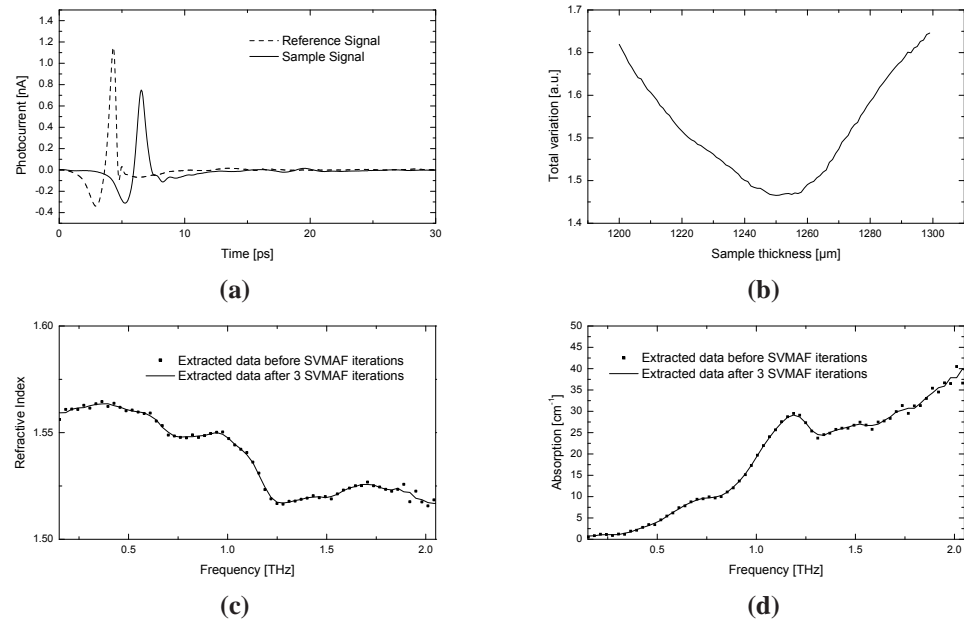 1.4
1.2
1.0
0.8
0.6
0.4
0.2
0.0
-0.2
-0.4
Photocurrent [nA]
Reference Signal
Sample Signal
0 10 20 30
Time [ps]
(a)
1.7
1.6
1.6
1.5
1.5
1.4
Total variation [a.u.]
1200 1220 1240 1260 1280 1300
Sample thickness [µm]
(b)
1.60
1.55
1.50
Refractive Index
Extracted data before SVMAF iterations
Extracted data after 3 SVMAF iterations
0.5 1.0 1.5 2.0
Frequency [THz]
(c)
50
45
40
35
30
25
20
15
10
5
0
Absorption [cm⁻¹]
Extracted data before SVMAF iterations
Extracted data after 3 SVMAF iterations
0.5 1.0 1.5 2.0
Frequency [THz]
(d)